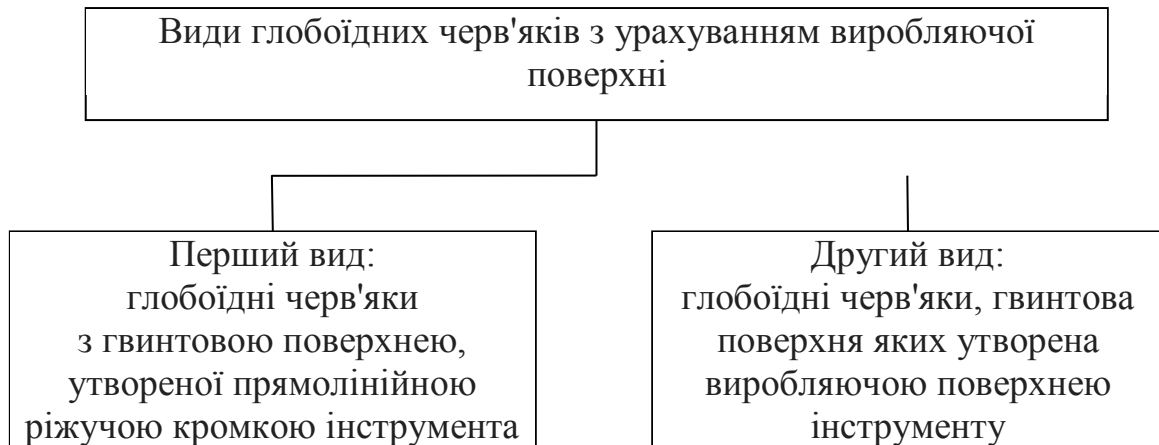 Види глобоїдних черв'яків з урахуванням виробляючої
поверхні
Перший вид:
глобоїдні черв'яки
з гвинтовою поверхнею,
утвореної прямолінійною
ріжучою кромкою інструмента
Другий вид:
глобоїдні черв'яки, гвинтова
поверхня яких утворена
виробляючою поверхнею
інструменту